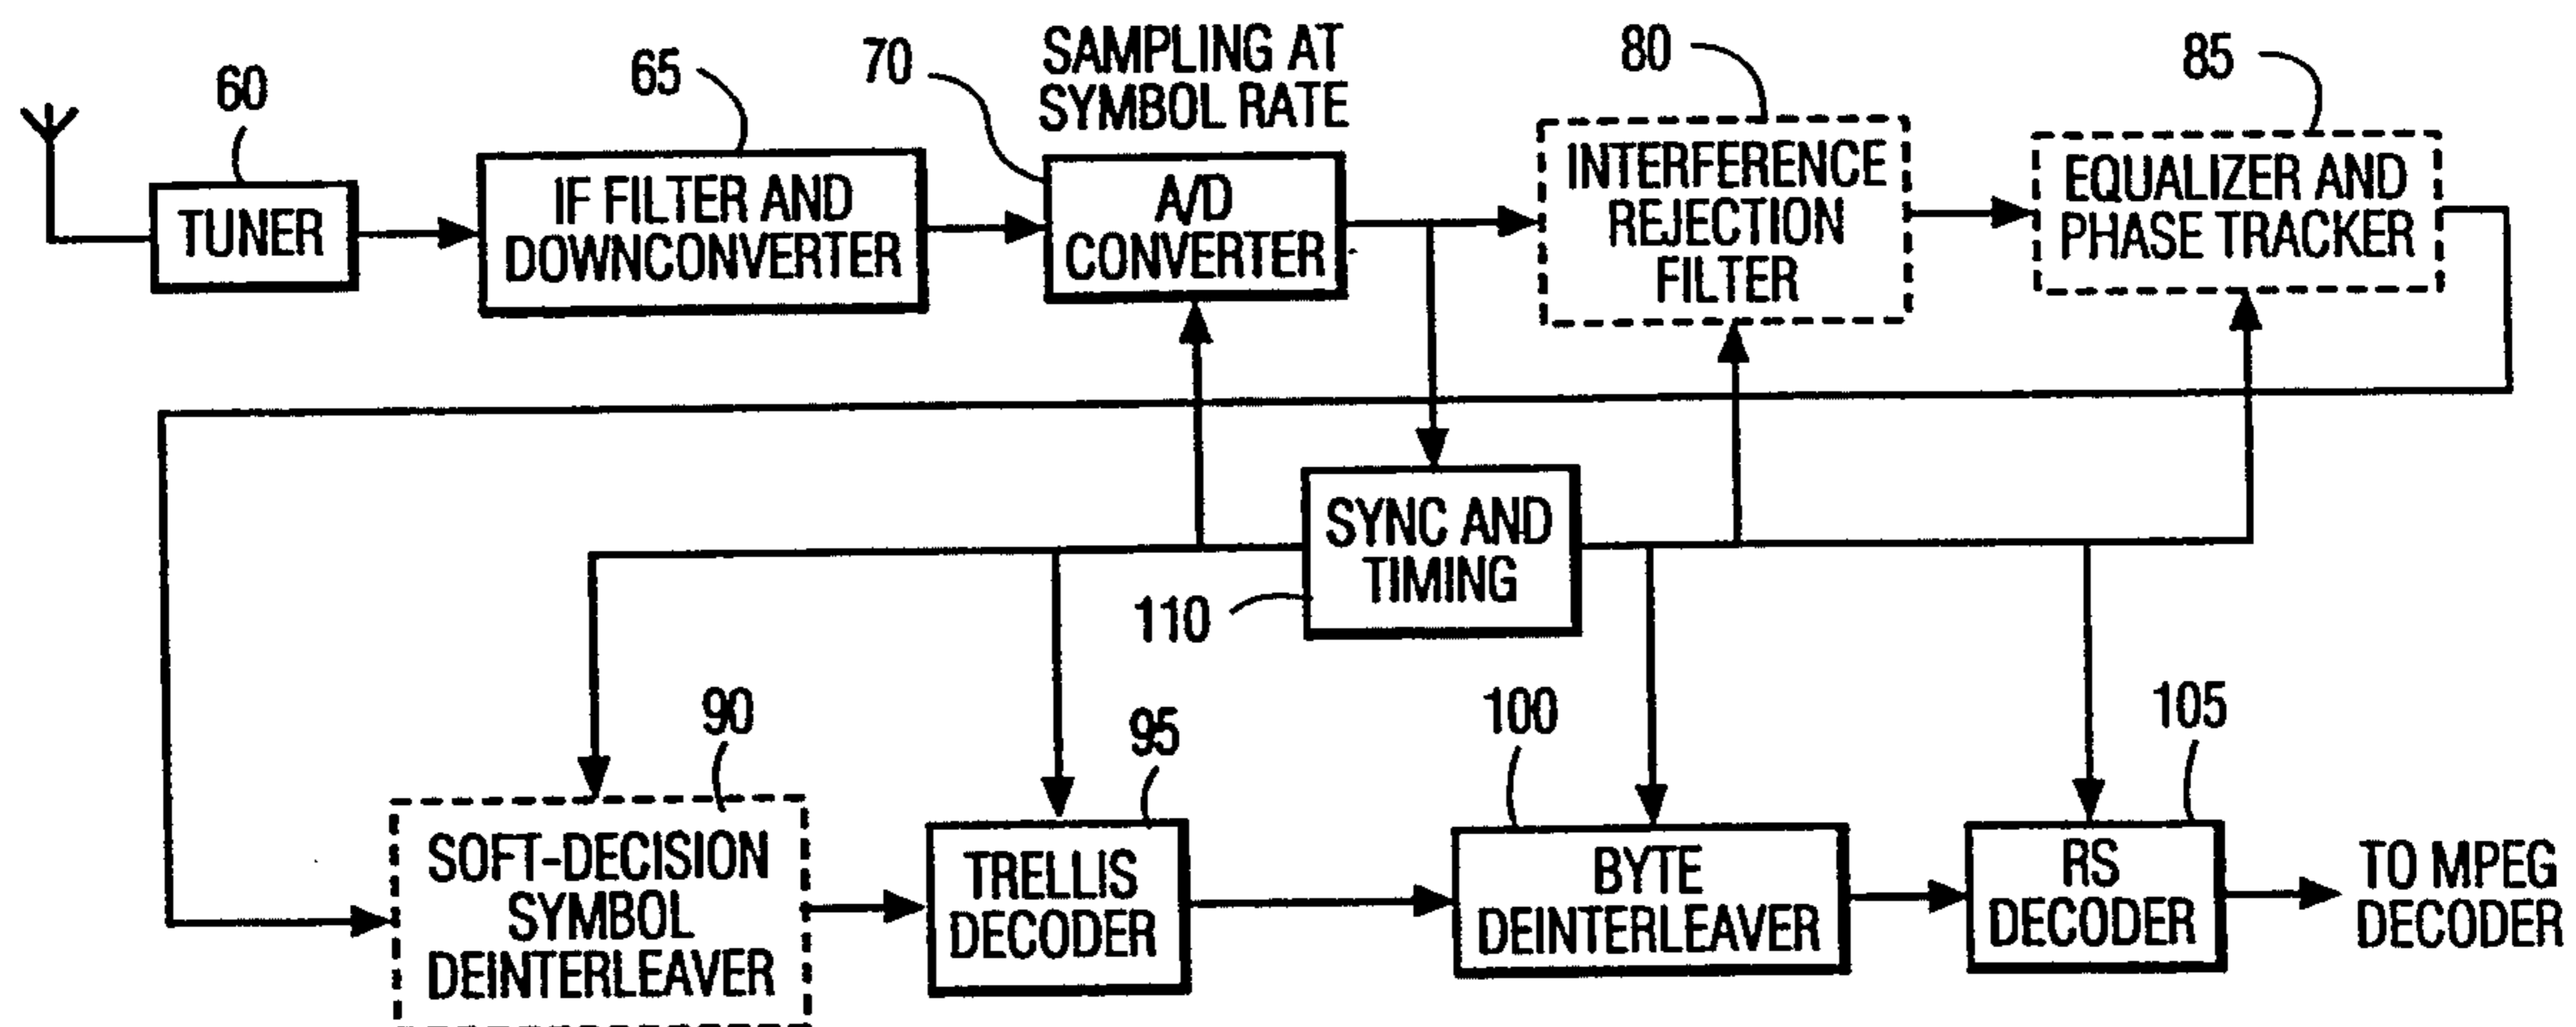 60
65
70
SAMPLING AT
SYMBOL RATE
80
85
TUNER
IF FILTER AND
DOWNCONVERTER
A/D
CONVERTER
INTERFERENCE
REJECTION
FILTER
EQUALIZER AND
PHASE TRACKER
SYNC AND
TIMING
110
90
95
100
105
SOFT-DECISION
SYMBOL
DEINTERLEAVER
TRELLIS
DECODER
BYTE
DEINTERLEAVER
RS
DECODER
TO MPEG
DECODER